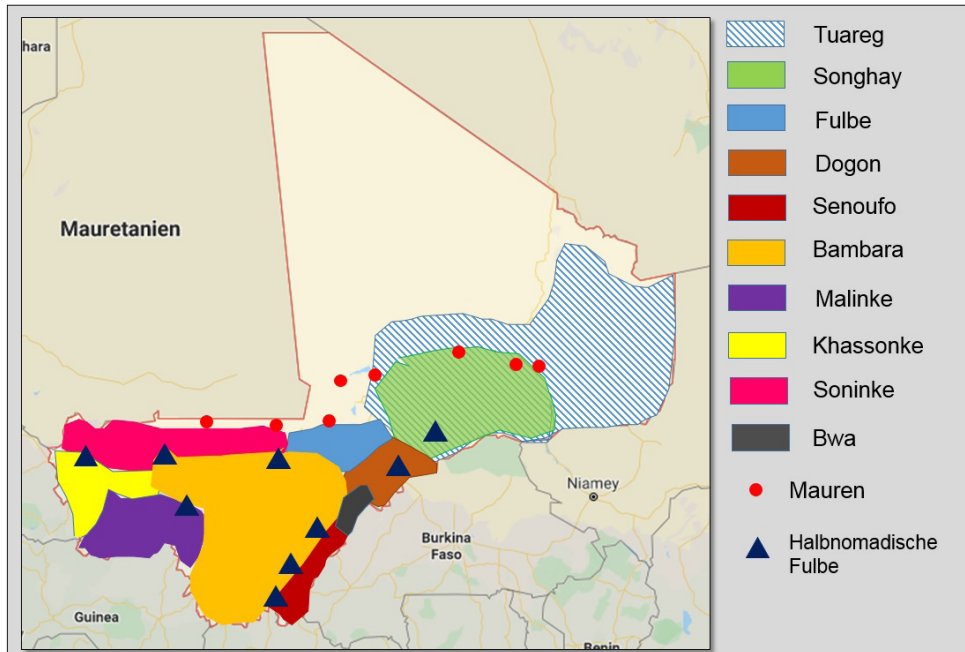 hara
Mauretanien
Niamey
Burkina
Faso
Guinea
Benin
Tuareg
Songhay
Fulbe
Dogon
Senoufo
Bambara
Malinke
Khassonke
Soninke
Bwa
Mauren
Halbnomadische
Fulbe